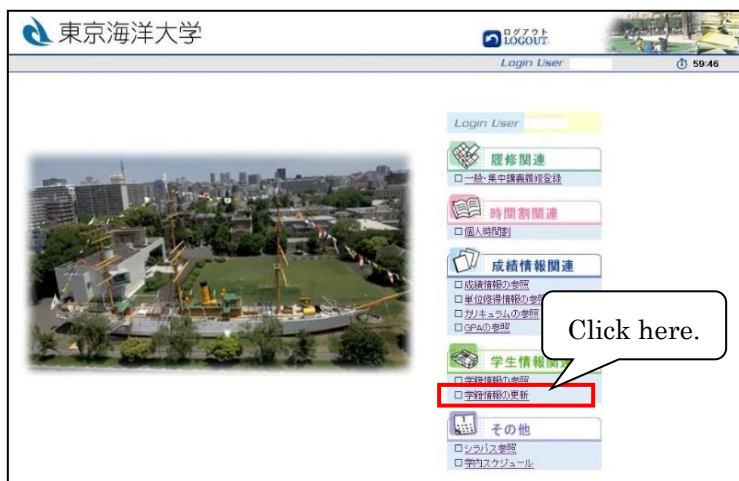 東京海洋大学
ログアウト
LOGOUT
Login User
59:46
Login User
履修関連
一般・集中講義履修登録
時間割関連
個人時間割
成績情報関連
成績情報の参照
単位修得情報の参照
カリキュラムの参照
GPAの参照
Click here.
学生情報関連
学籍情報の参照
学籍情報の更新
その他
シラバス参照
学内スケジュール